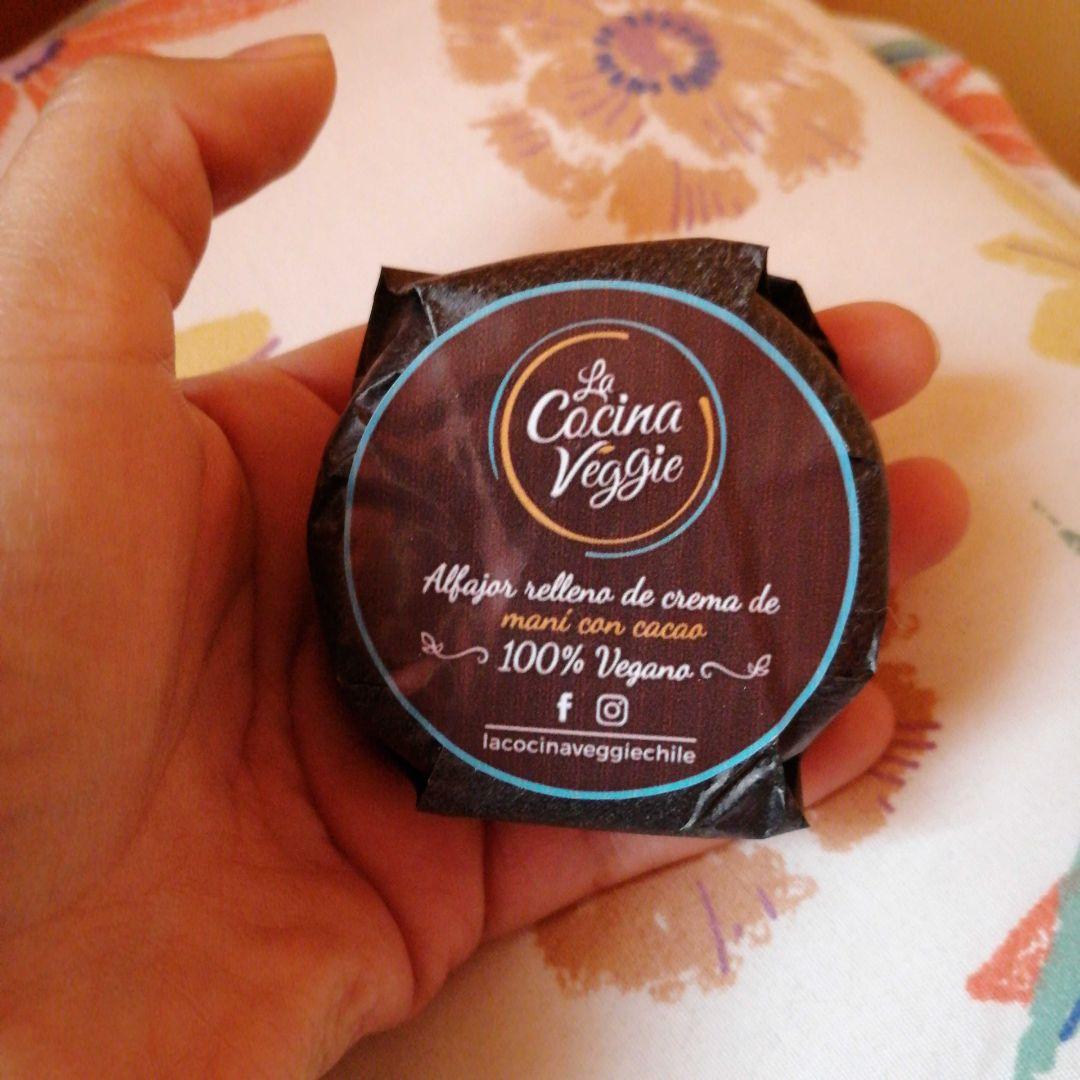 La
Cocina
Veggie
Alfajor relleno de crema de
maní con cacao
100% Vegano
lacocinaveggiechile